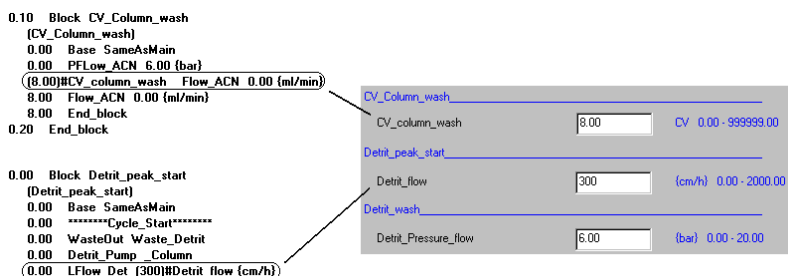 0.10 Block CV_Column_wash
(CV_Column_wash)
0.00 Base SameAsMain
0.00 PFLow_ACN 6.00 {bar}
(8.00)#CV_column_wash Flow_ACN 0.00 {ml/min}
8.00 Flow_ACN 0.00 {ml/min}
8.00 End_block
0.20 End_block
0.00 Block Detrit_peak_start
(Detrit_peak_start)
0.00 Base SameAsMain
0.00 ********Cycle_Start********
0.00 WasteOut Waste_Detrit
0.00 Detrit_Pump _Column
0.00 LFlow_Det (300)#Detrit_flow {cm/h}
CV_Column_wash
CV_column_wash 8.00 CV 0.00 - 999999.00
Detrit_peak_start
Detrit_flow 300 {cm/h} 0.00 - 2000.00
Detrit_wash
Detrit_Pressure_flow 6.00 {bar} 0.00 - 20.00